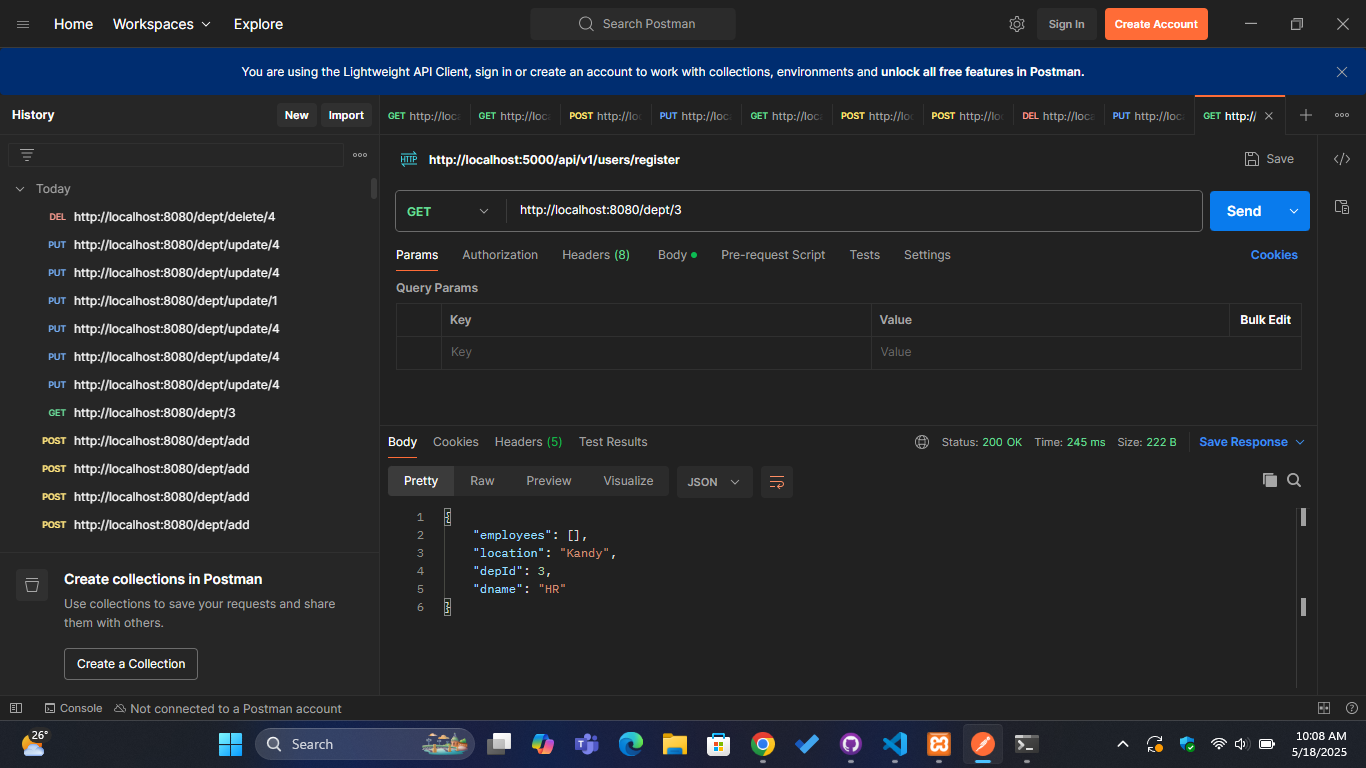 Home Workspaces Explore Search Postman Sign In Create Account
You are using the Lightweight API Client, sign in or create an account to work with collections, environments and unlock all free features in Postman.
History New Import
GET http://loc GET http://loc POST http://lo PUT http://loc GET http://loc POST http://lo POST http://lo DEL http://loc PUT http://loc GET http://
HTTP http://localhost:5000/api/v1/users/register Save
Today
DEL http://localhost:8080/dept/delete/4
PUT http://localhost:8080/dept/update/4
PUT http://localhost:8080/dept/update/4
PUT http://localhost:8080/dept/update/1
PUT http://localhost:8080/dept/update/4
PUT http://localhost:8080/dept/update/4
PUT http://localhost:8080/dept/update/4
GET http://localhost:8080/dept/3
POST http://localhost:8080/dept/add
POST http://localhost:8080/dept/add
POST http://localhost:8080/dept/add
POST http://localhost:8080/dept/add
Create collections in Postman
Use collections to save your requests and share
them with others.
Create a Collection
GET http://localhost:8080/dept/3 Send
Params Authorization Headers (8) Body Pre-request Script Tests Settings Cookies
Query Params
Key Value Bulk Edit
Key Value
Body Cookies Headers (5) Test Results Status: 200 OK Time: 245 ms Size: 222 B Save Response
Pretty Raw Preview Visualize JSON
1 {
2 "employees": [],
3 "location": "Kandy",
4 "depId": 3,
5 "dname": "HR"
6 }
Console Not connected to a Postman account
26° Search 10:08 AM
5/18/2025